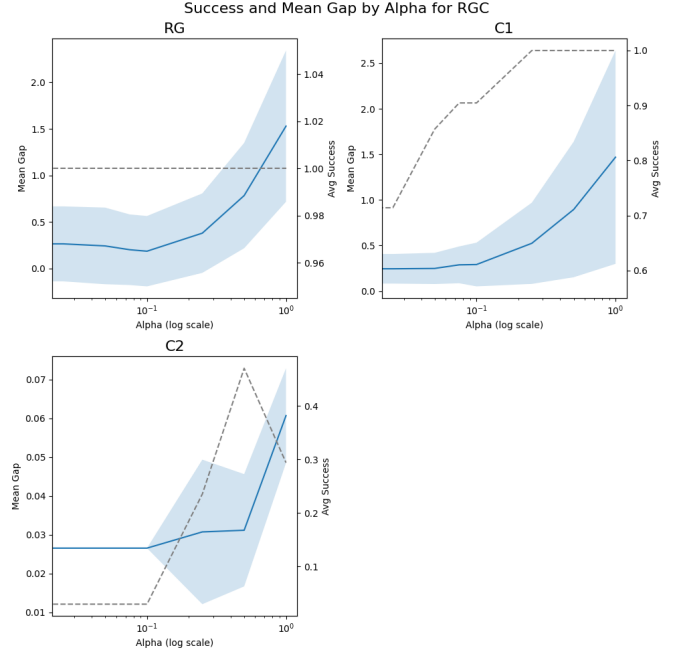 Success and Mean Gap by Alpha for RGC
RG
2.0
1.5
1.0
0.5
0.0
Mean Gap
1.04
1.02
1.00
0.98
0.96
Avg Success
10⁻¹
10⁰
Alpha (log scale)
C1
2.5
2.0
1.5
1.0
0.5
0.0
Mean Gap
1.0
0.9
0.8
0.7
0.6
Avg Success
10⁻¹
10⁰
Alpha (log scale)
C2
0.07
0.06
0.05
0.04
0.03
0.02
0.01
Mean Gap
0.4
0.3
0.2
0.1
Avg Success
10⁻¹
10⁰
Alpha (log scale)